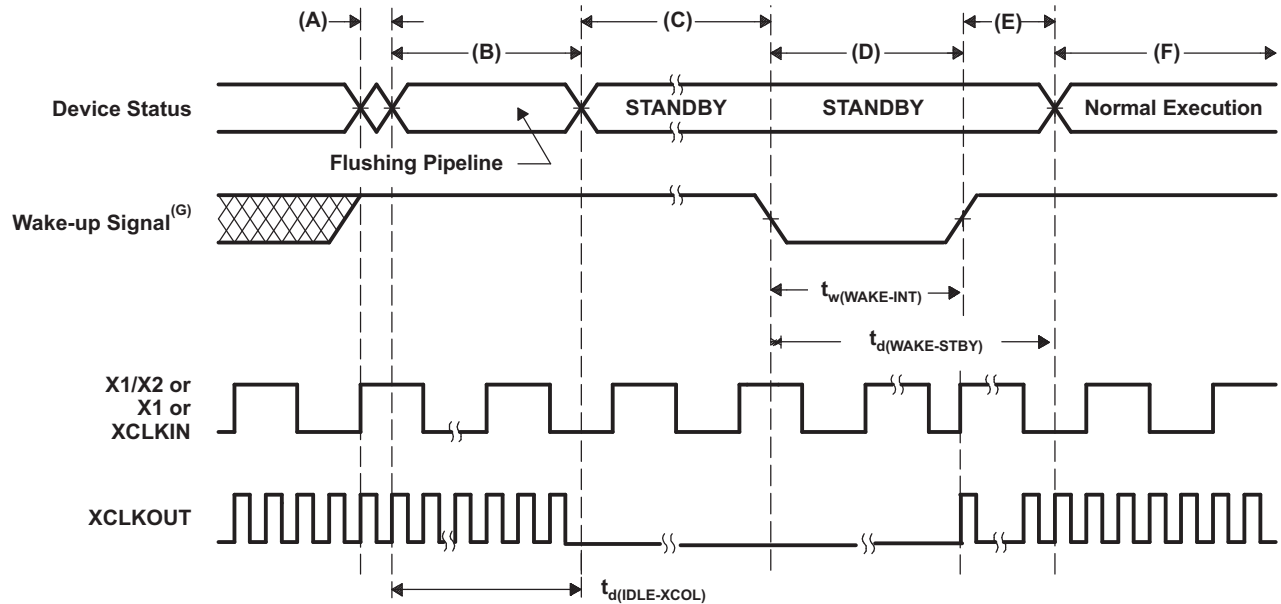 (A)
(B)
(C)
(D)
(E)
(F)
Device Status
STANDBY
STANDBY
Normal Execution
Flushing Pipeline
Wake-up Signal(G)
tw(WAKE-INT)
td(WAKE-STBY)
X1/X2 or
X1 or
XCLKIN
XCLKOUT
td(IDLE-XCOL)